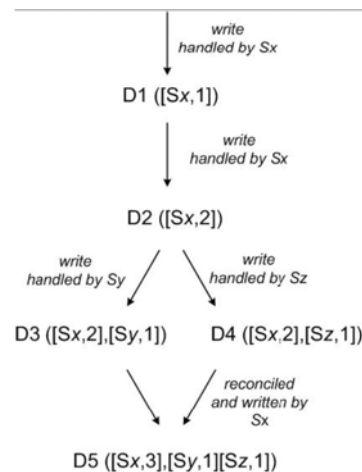 write
handled by Sx
D1 ([Sx,1])
write
handled by Sx
D2 ([Sx,2])
write
handled by Sy
write
handled by Sz
D3 ([Sx,2],[Sy,1])
D4 ([Sx,2],[Sz,1])
reconciled
and written by
Sx
D5 ([Sx,3],[Sy,1][Sz,1])